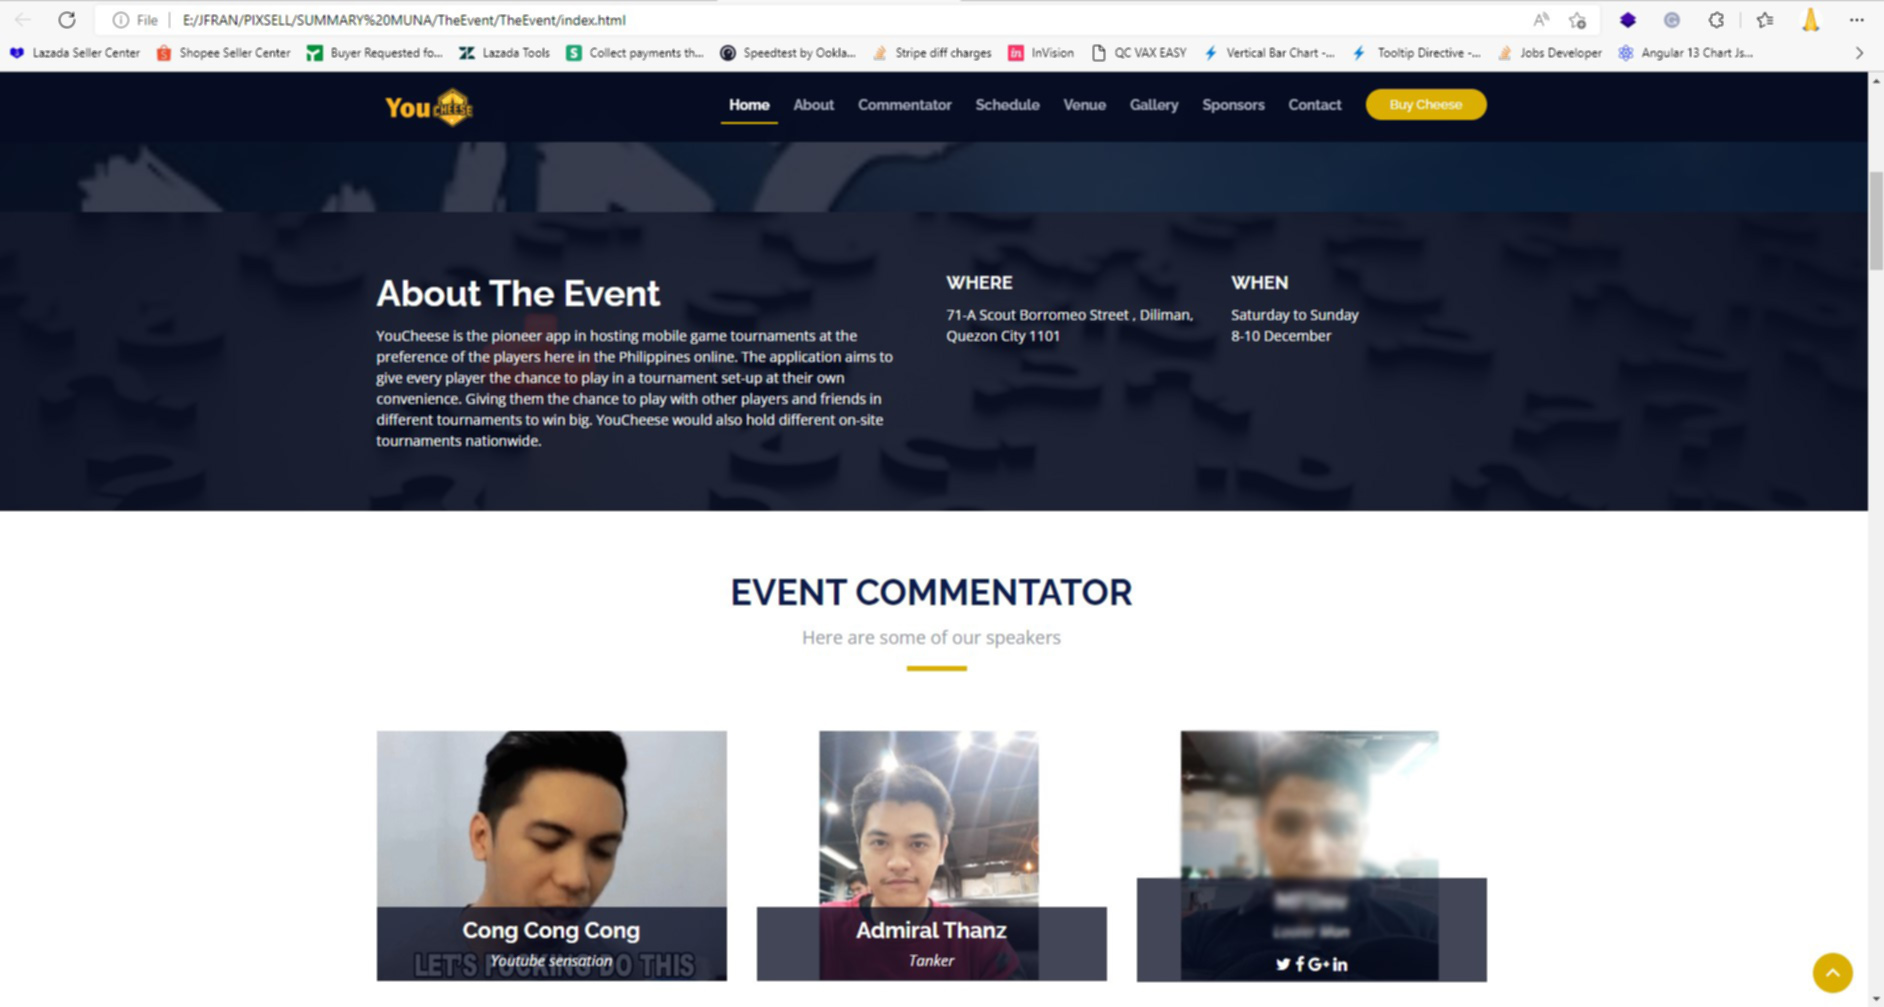 File
E:/JFRAN/PIXSELL/SUMMARY%20MUNA/TheEvent/TheEvent/index.html
Lazada Seller Center
Shopee Seller Center
Buyer Requested fo...
Lazada Tools
Collect payments th...
Speedtest by Ookla...
Stripe diff charges
InVision
QC VAX EASY
Vertical Bar Chart -...
Tooltip Directive -...
Jobs Developer
Angular 13 Chart Js...
You CHEESE
Home
About
Commentator
Schedule
Venue
Gallery
Sponsors
Contact
Buy Cheese
About The Event
YouCheese is the pioneer app in hosting mobile game tournaments at the
preference of the players here in the Philippines online. The application aims to
give every player the chance to play in a tournament set-up at their own
convenience. Giving them the chance to play with other players and friends in
different tournaments to win big. YouCheese would also hold different on-site
tournaments nationwide.
WHERE
71-A Scout Borromeo Street , Diliman,
Quezon City 1101
WHEN
Saturday to Sunday
8-10 December
EVENT COMMENTATOR
Here are some of our speakers
Cong Cong Cong
Youtube sensation
LET'S FUCKING DO THIS
Admiral Thanz
Tanker